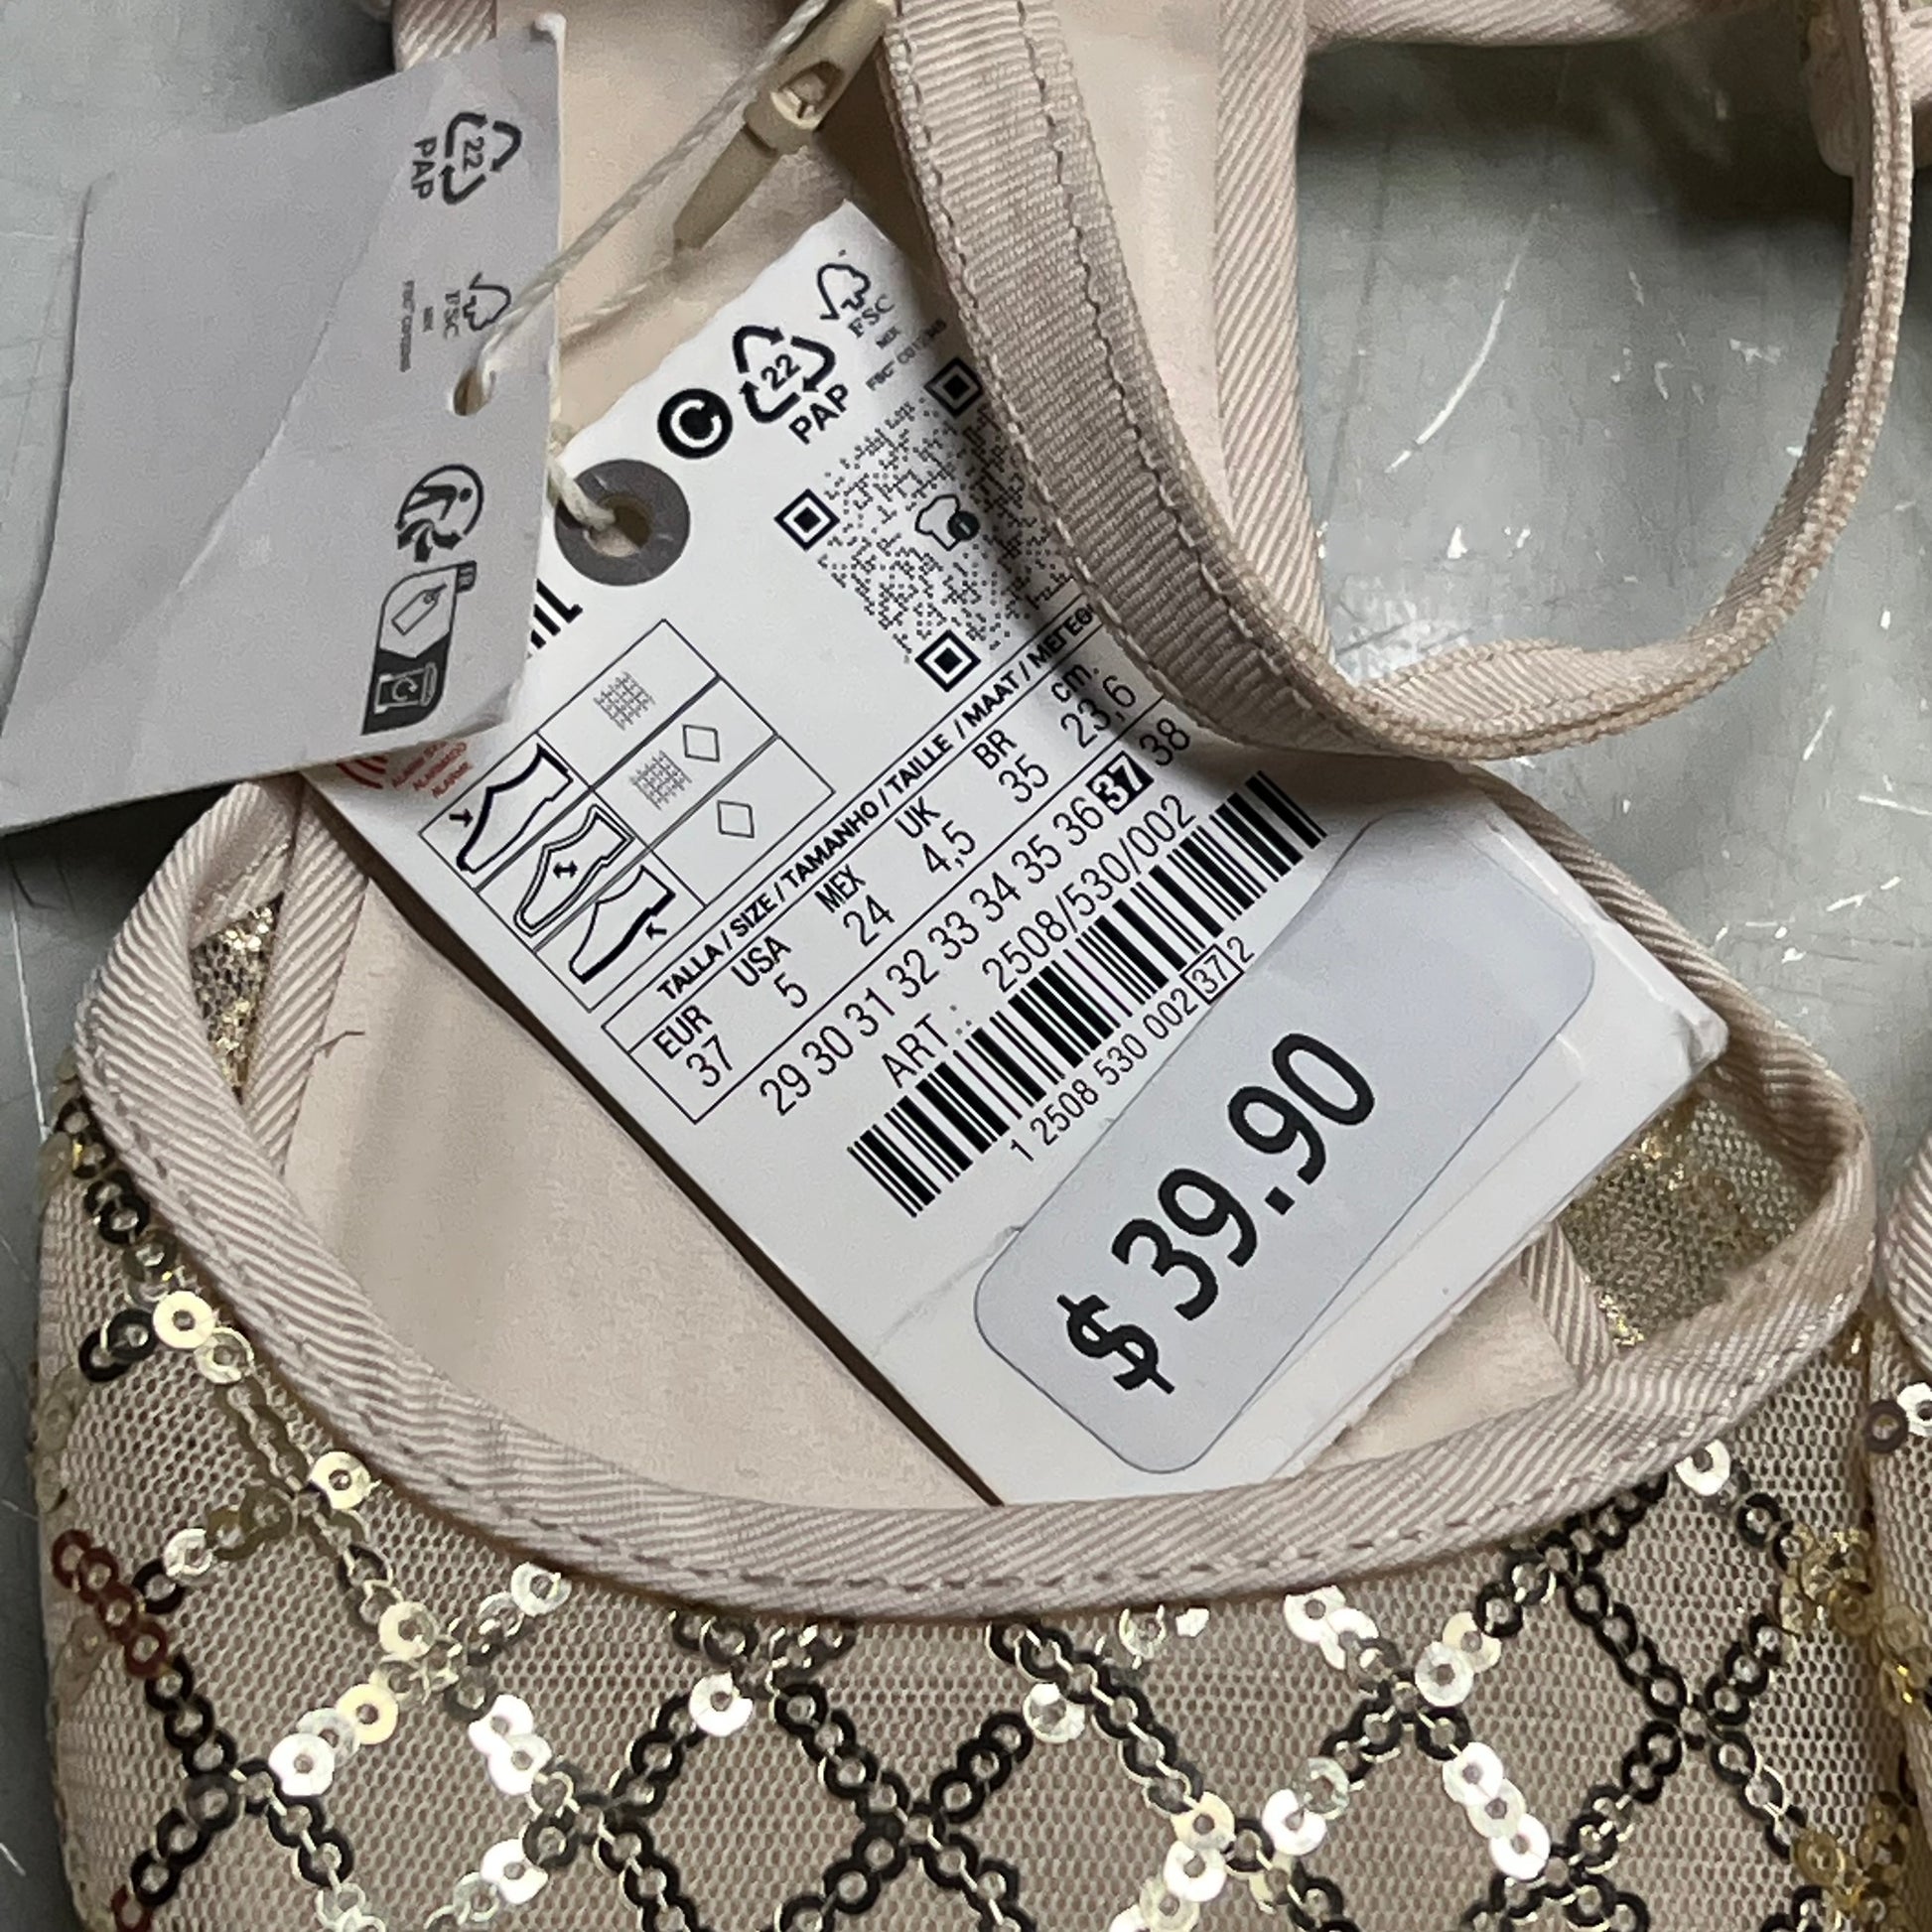 22
PAP
FSC
MIX
22
PAP
FSC
MIX
TALLA / SIZE / TAMANHO / TAILLE / MAAT /
EUR USA MEX UK BR cm.
37 5 24 4,5 35 23,6
29 30 31 32 33 34 35 36 37 38
ART.: 2508/530/002
1 2508 530 002 37 2
$ 39.90